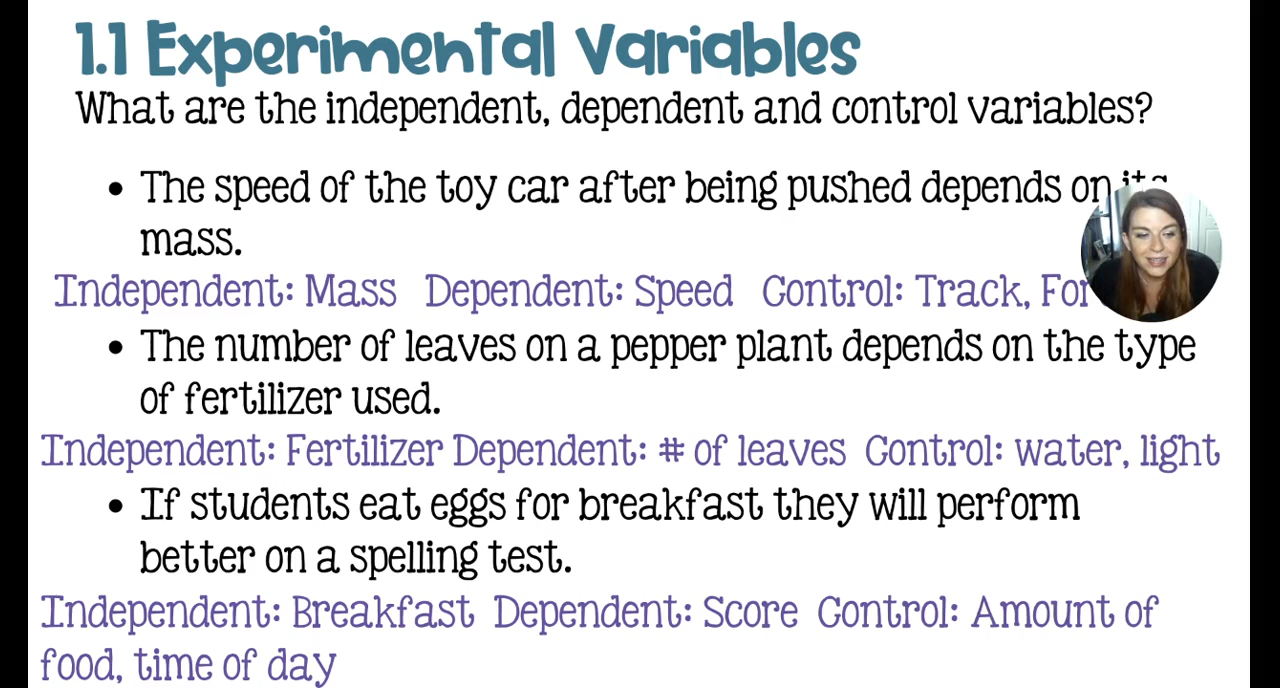 1.1 Experimental Variables
What are the independent, dependent and control variables?
• The speed of the toy car after being pushed depends on its
mass.
Independent: Mass Dependent: Speed Control: Track,
• The number of leaves on a pepper plant depends on the type
of fertilizer used.
Independent: Fertilizer Dependent: # of leaves Control: water, light
• If students eat eggs for breakfast they will perform
better on a spelling test.
Independent: Breakfast Dependent: Score Control: Amount of
food, time of day